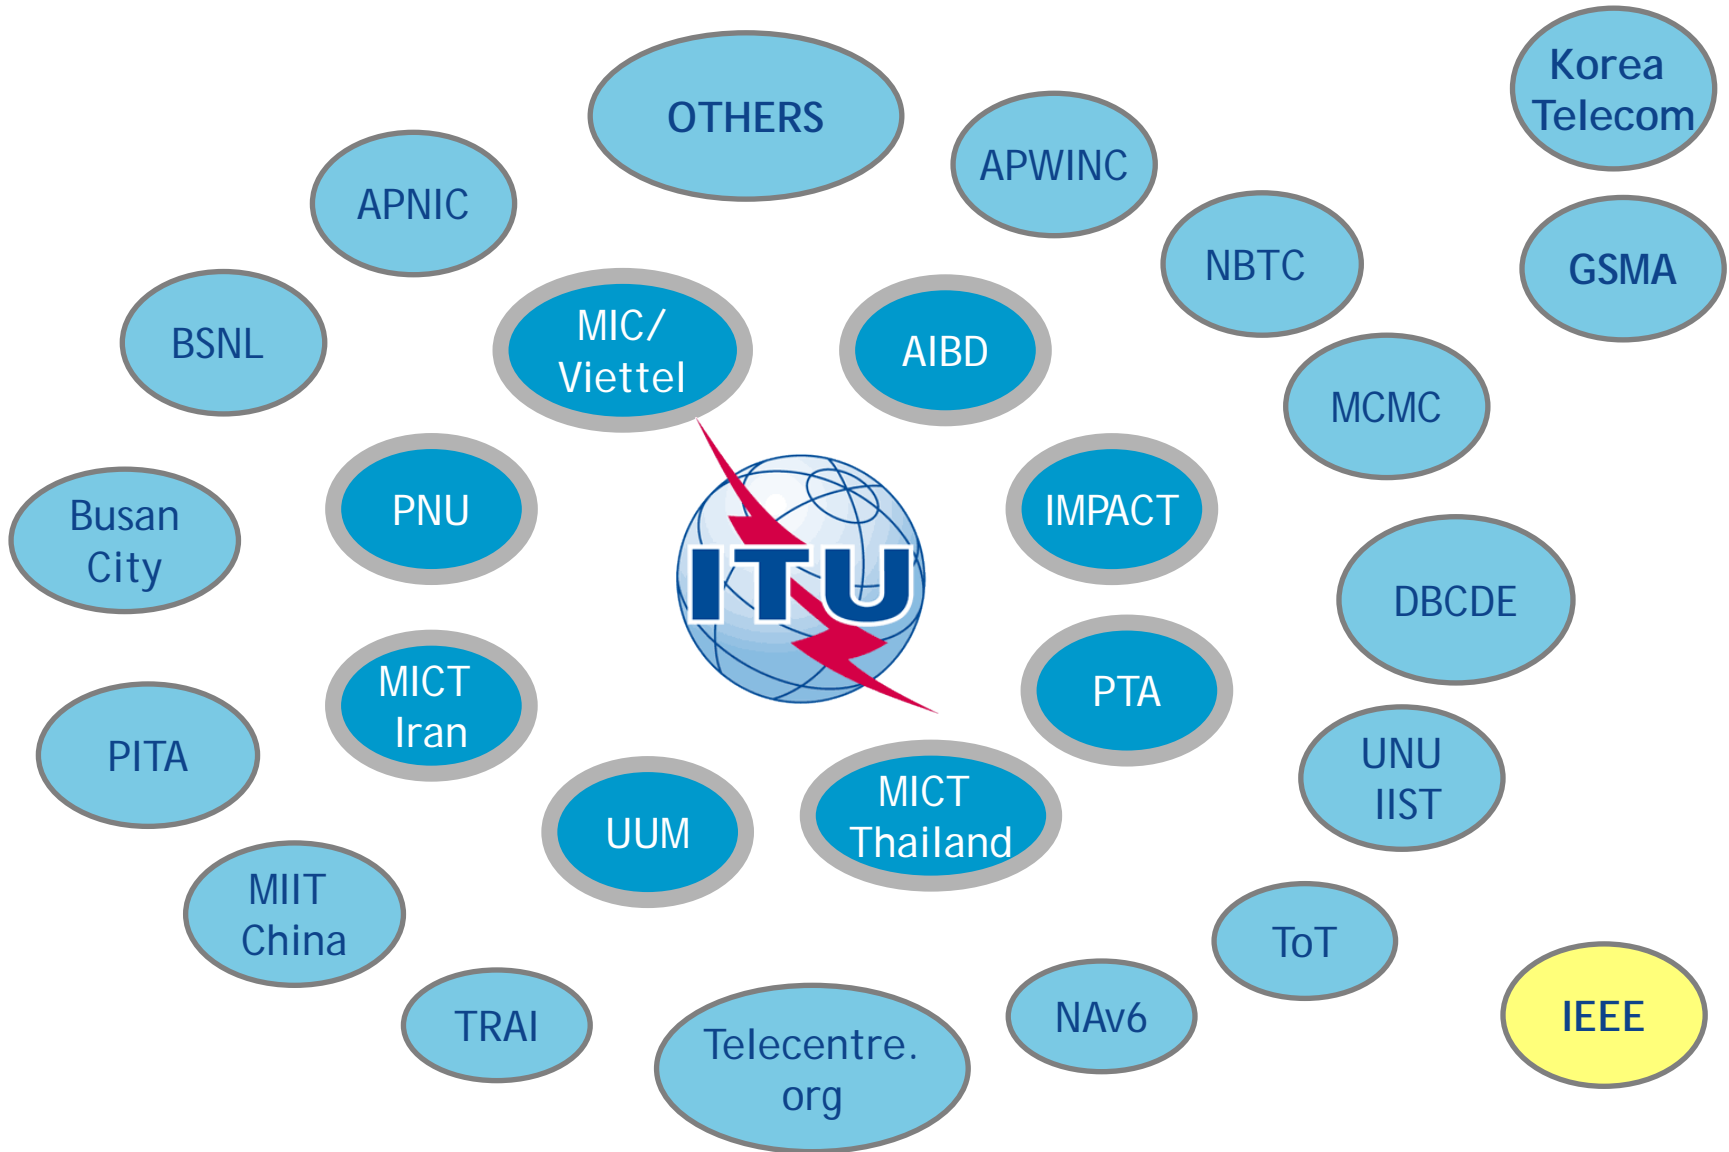 Korea
Telecom
OTHERS
APWINC
APNIC
NBTC
GSMA
BSNL
MIC/
Viettel
AIBD
MCMC
PNU
IMPACT
Busan
City
ITU
DBCDE
MICT
Iran
PTA
PITA
UNU
IIST
UUM
MICT
Thailand
MIIT
China
ToT
TRAI
NAv6
IEEE
Telecentre.
org